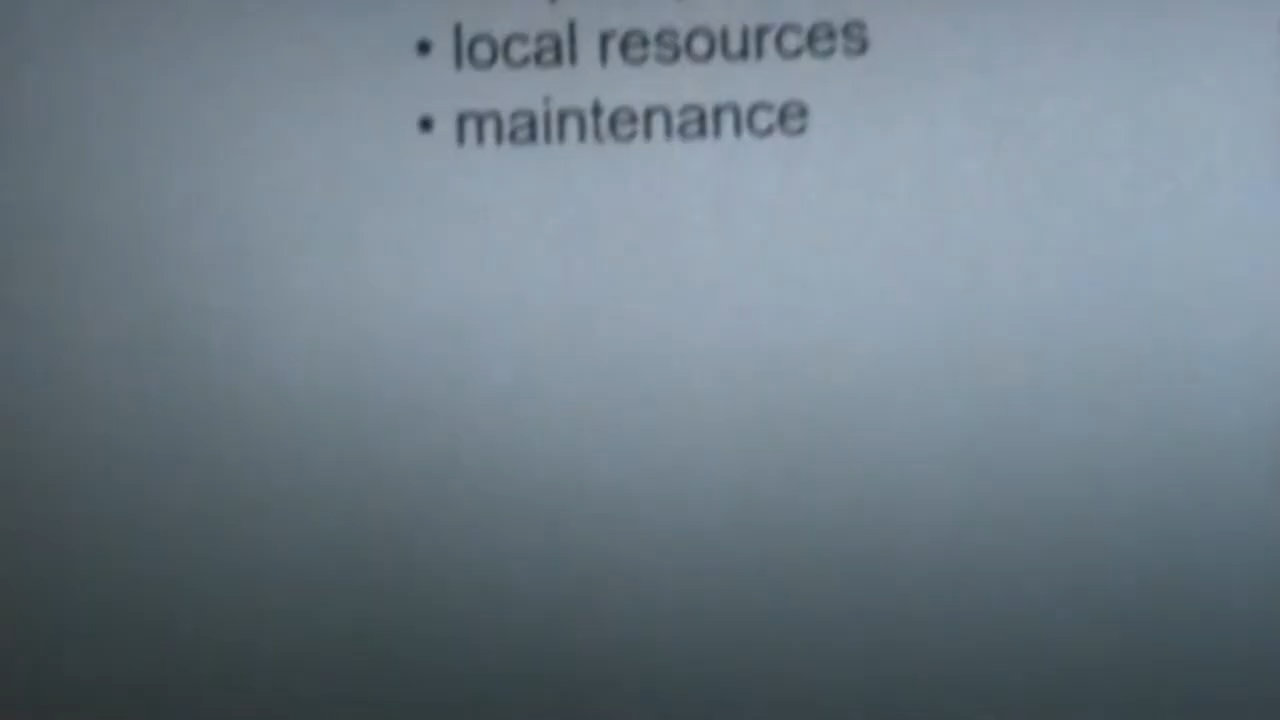 • local resources
• maintenance